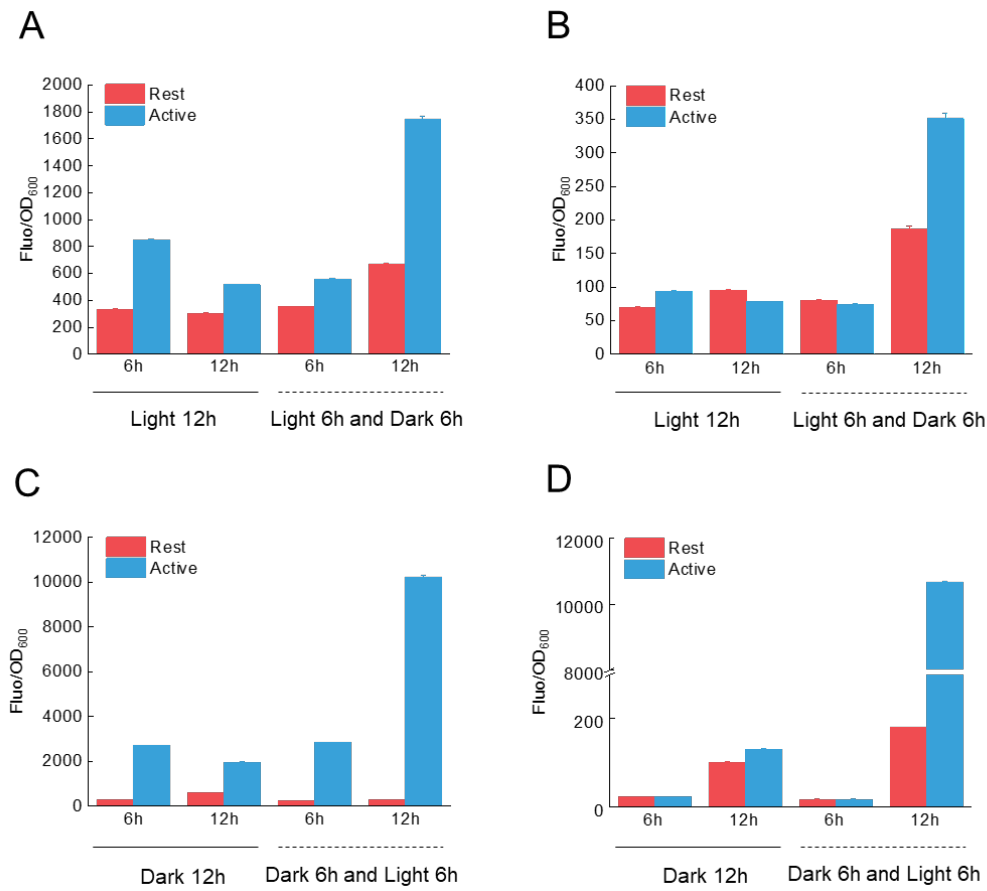 A
2000
1800
1600
1400
1200
1000
800
600
400
200
0
Fluo/OD600
Rest
Active
6h 12h 6h 12h
Light 12h Light 6h and Dark 6h
B
400
350
300
250
200
150
100
50
0
Fluo/OD600
Rest
Active
6h 12h 6h 12h
Light 12h Light 6h and Dark 6h
C
12000
10000
8000
6000
4000
2000
0
Fluo/OD600
Rest
Active
6h 12h 6h 12h
Dark 12h Dark 6h and Light 6h
D
12000
10000
8000
200
0
Fluo/OD600
Rest
Active
6h 12h 6h 12h
Dark 12h Dark 6h and Light 6h